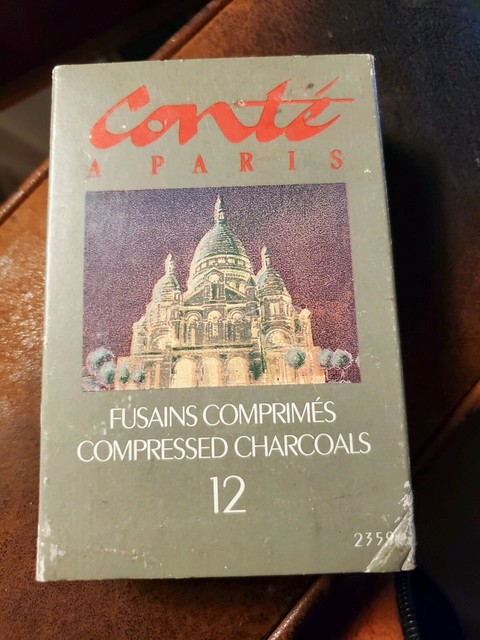 Conté
A PARIS
FUSAINS COMPRIMÉS
COMPRESSED CHARCOALS
12